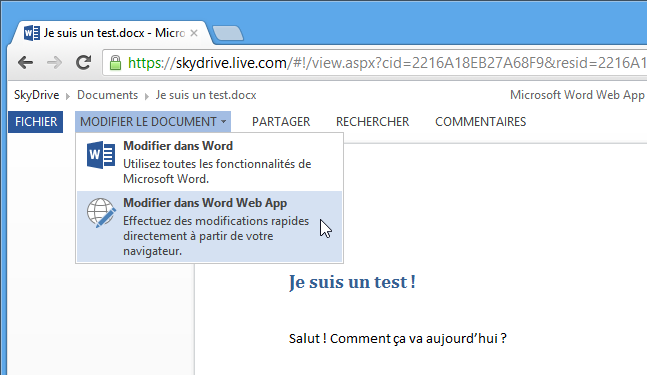 Je suis un test.docx - Micro
https://skydrive.live.com/#!/view.aspx?cid=2216A18EB27A68F9&resid=2216A1
SkyDrive Documents Je suis un test.docx Microsoft Word Web App
FICHIER MODIFIER LE DOCUMENT PARTAGER RECHERCHER COMMENTAIRES
Modifier dans Word
Utilisez toutes les fonctionnalités de
Microsoft Word.
Modifier dans Word Web App
Effectuez des modifications rapides
directement à partir de votre
navigateur.
Je suis un test !
Salut ! Comment ça va aujourd’hui ?